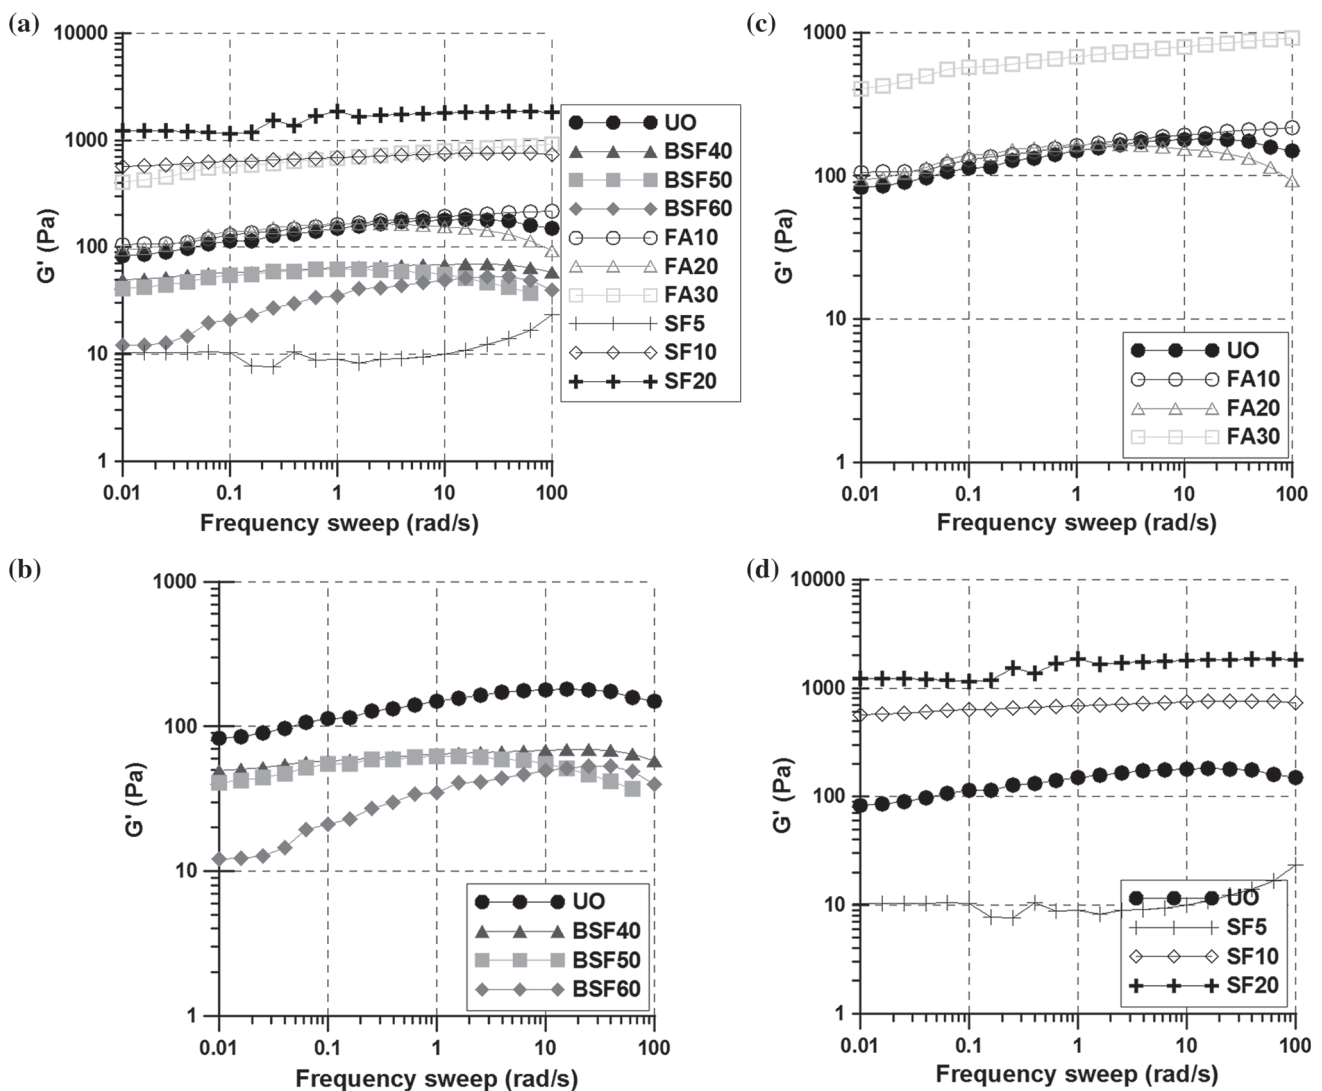 (a)
10000
1000
100
10
1
G' (Pa)
0.01 0.1 1 10 100
Frequency sweep (rad/s)
UO
BSF40
BSF50
BSF60
FA10
FA20
FA30
SF5
SF10
SF20
(c)
1000
100
10
1
G' (Pa)
0.01 0.1 1 10 100
Frequency sweep (rad/s)
UO
FA10
FA20
FA30
(b)
1000
100
10
1
G' (Pa)
0.01 0.1 1 10 100
Frequency sweep (rad/s)
UO
BSF40
BSF50
BSF60
(d)
10000
1000
100
10
1
G' (Pa)
0.01 0.1 1 10 100
Frequency sweep (rad/s)
UO
SF5
SF10
SF20